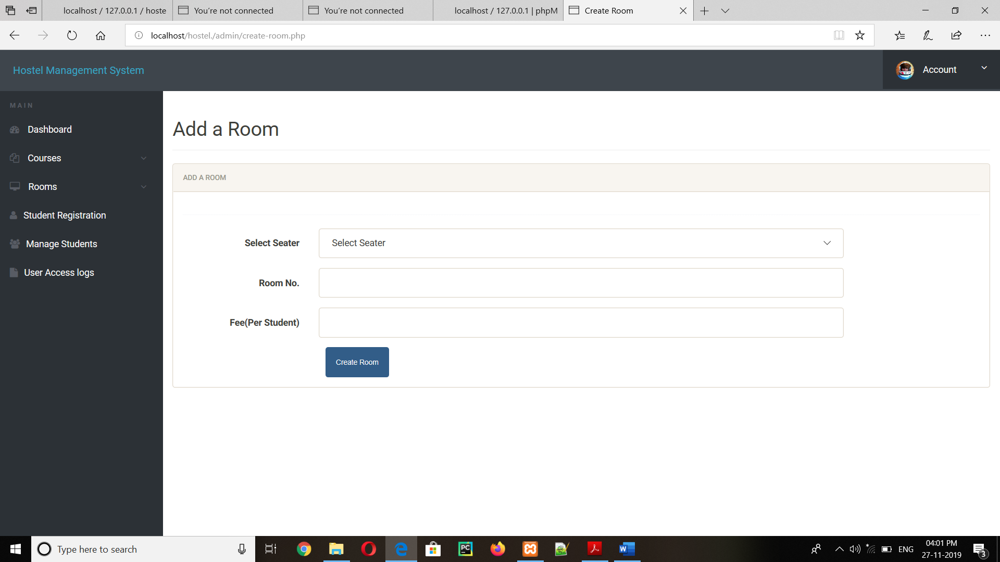 localhost / 127.0.0.1 / hoste
You're not connected
You're not connected
localhost / 127.0.0.1 | phpM
Create Room
localhost/hostel./admin/create-room.php
Hostel Management System
Account
MAIN
Dashboard
Courses
Rooms
Student Registration
Manage Students
User Access logs
Add a Room
ADD A ROOM
Select Seater
Select Seater
Room No.
Fee(Per Student)
Create Room
Type here to search
PC
W
ENG
04:01 PM
27-11-2019
3